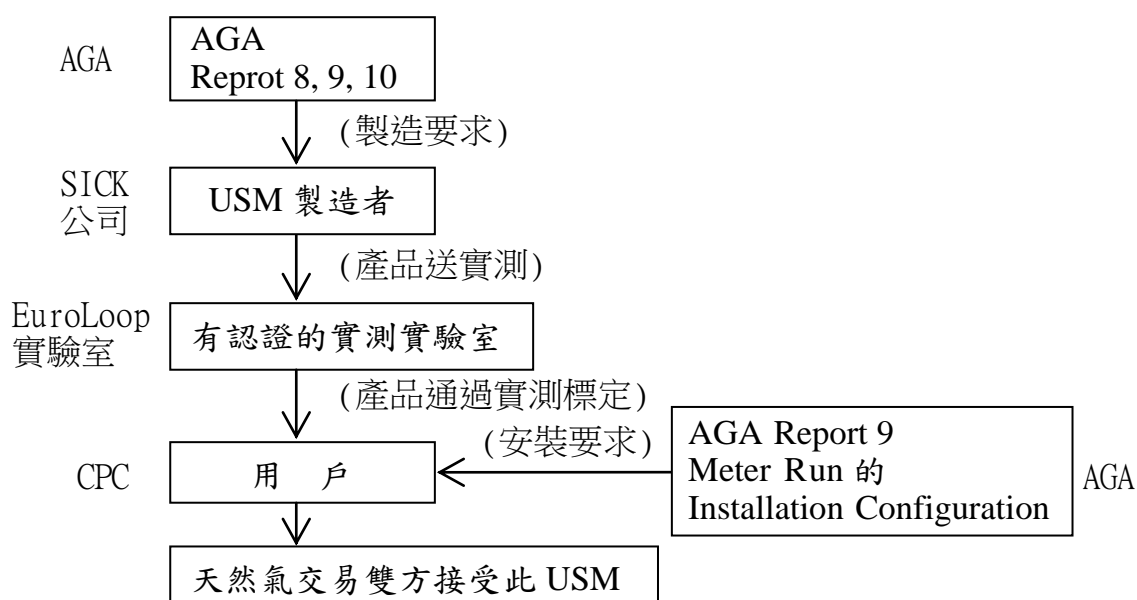 AGA
AGA
Reprot 8, 9, 10
(製造要求)
SICK
公司
USM 製造者
(產品送實測)
EuroLoop
實驗室
有認證的實測實驗室
(產品通過實測標定)
(安裝要求)
AGA Report 9
Meter Run 的
Installation Configuration
AGA
CPC
用 戶
天然氣交易雙方接受此 USM